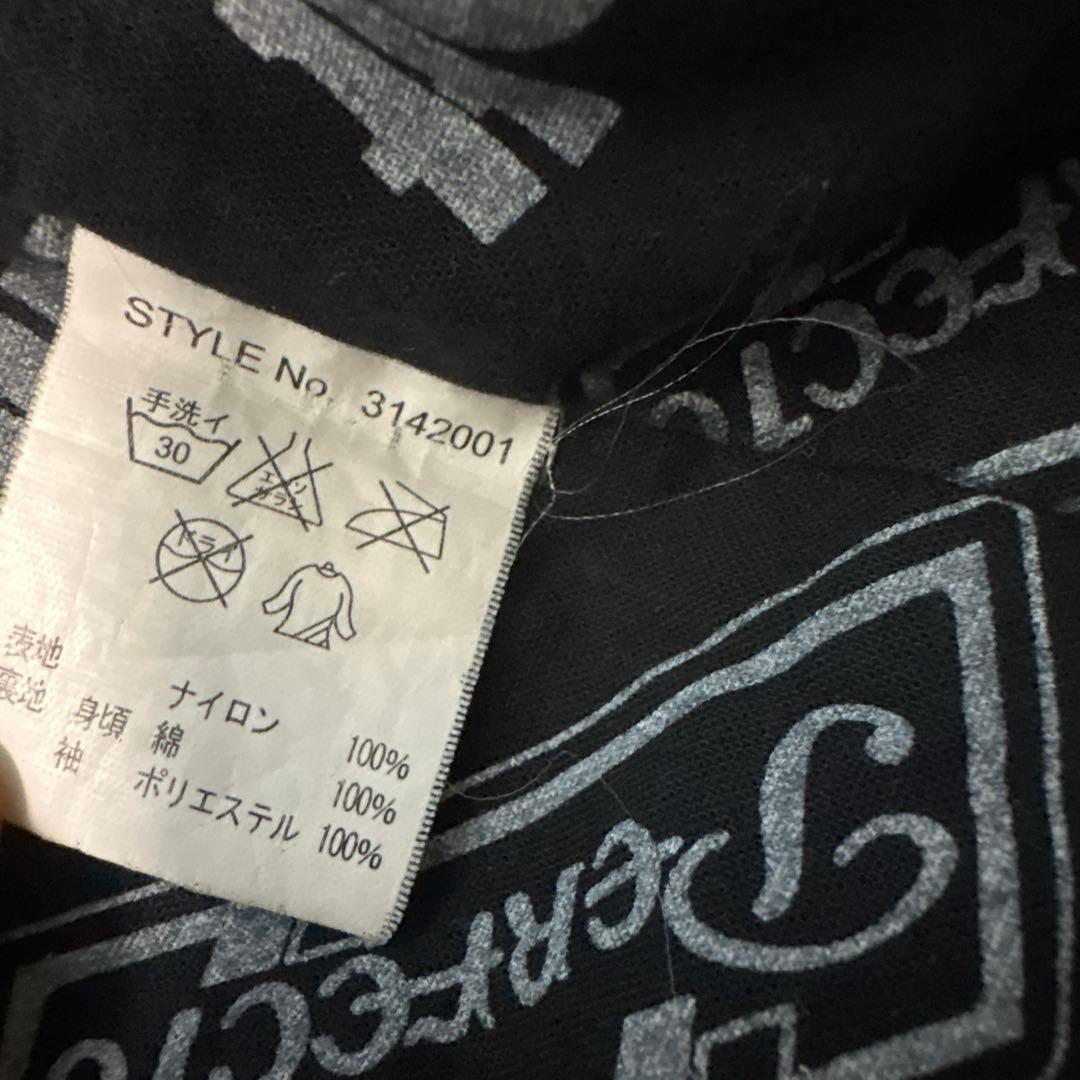 STYLE No. 3142001
手洗イ
30
エンソ
サラシ
ドライ
表地 ナイロン 100%
裏地 身頃 綿 100%
袖 ポリエステル 100%